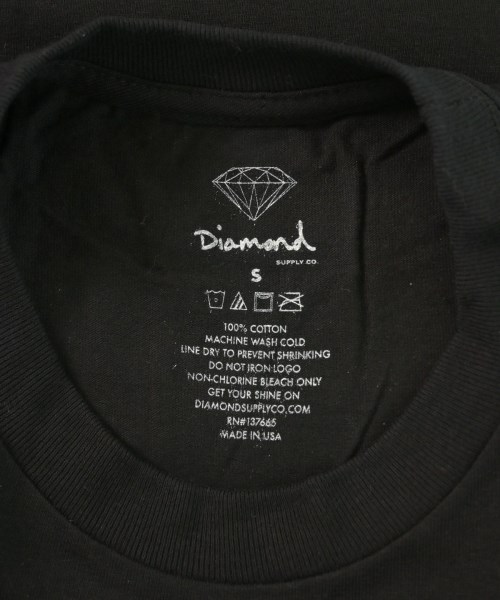 Diamond
SUPPLY CO.
S
100% COTTON
MACHINE WASH COLD
LINE DRY TO PREVENT SHRINKING
DO NOT IRON LOGO
NON-CHLORINE BLEACH ONLY
GET YOUR SHINE ON
DIAMONDSUPPLYCO.COM
RN#137665
MADE IN USA